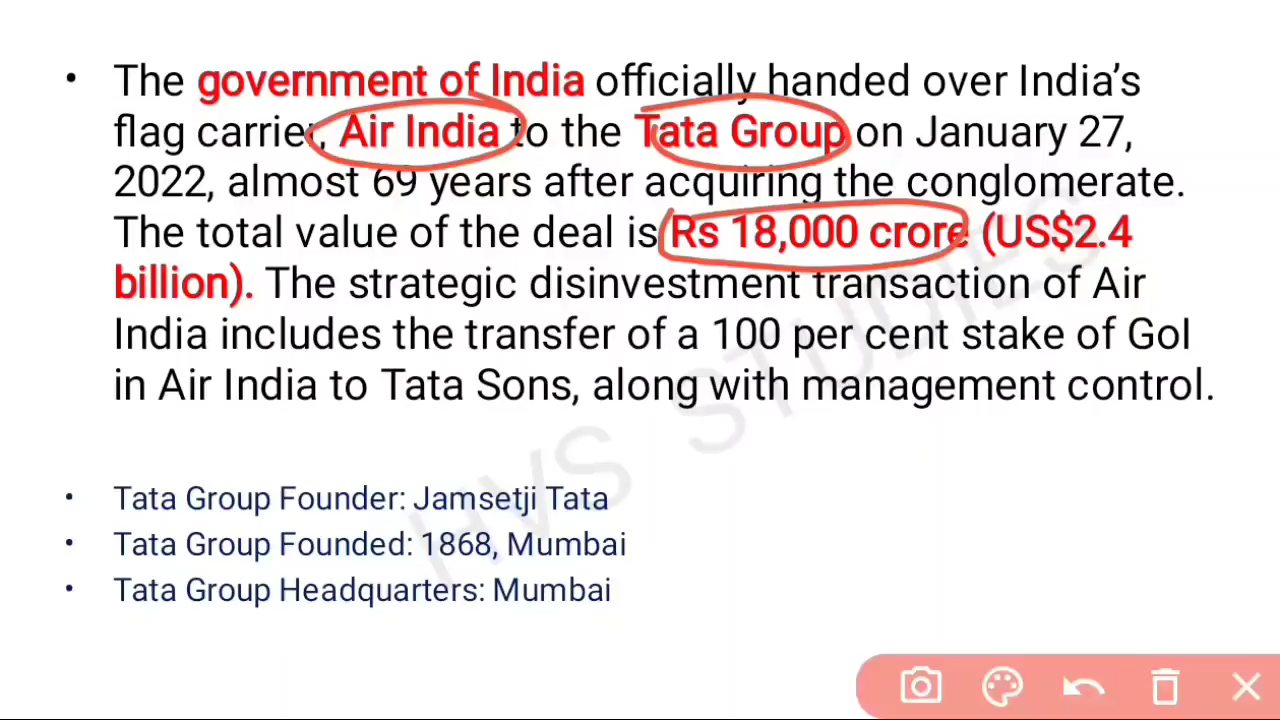 • The government of India officially handed over India’s
flag carrier, Air India to the Tata Group on January 27,
2022, almost 69 years after acquiring the conglomerate.
The total value of the deal is Rs 18,000 crore (US$2.4
billion). The strategic disinvestment transaction of Air
India includes the transfer of a 100 per cent stake of GoI
in Air India to Tata Sons, along with management control.
HVS STUDIES
• Tata Group Founder: Jamsetji Tata
• Tata Group Founded: 1868, Mumbai
• Tata Group Headquarters: Mumbai